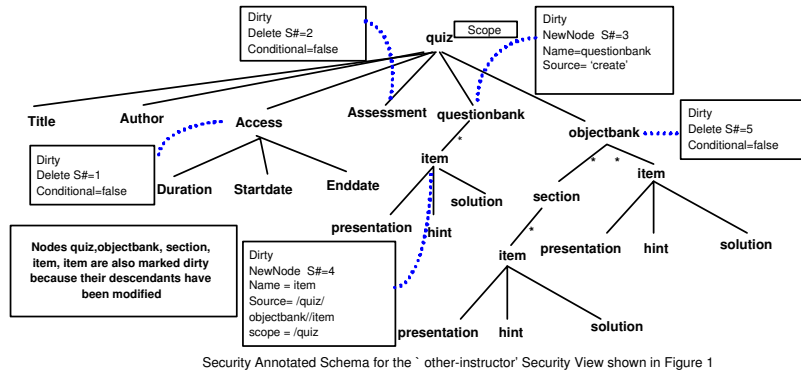 Dirty
Delete S#=2
Conditional=false
quiz
Scope
Dirty
NewNode S#=3
Name=questionbank
Source= 'create'
Title
Author
Access
Assessment
questionbank
objectbank
Dirty
Delete S#=5
Conditional=false
Dirty
Delete S#=1
Conditional=false
Duration
Startdate
Enddate
*
item
presentation
hint
solution
* *
section
item
*
item
presentation
hint
solution
presentation
hint
solution
Nodes quiz,objectbank, section,
item, item are also marked dirty
because their descendants have
been modified
Dirty
NewNode S#=4
Name = item
Source= /quiz/
objectbank//item
scope = /quiz
Security Annotated Schema for the ` other-instructor' Security View shown in Figure 1